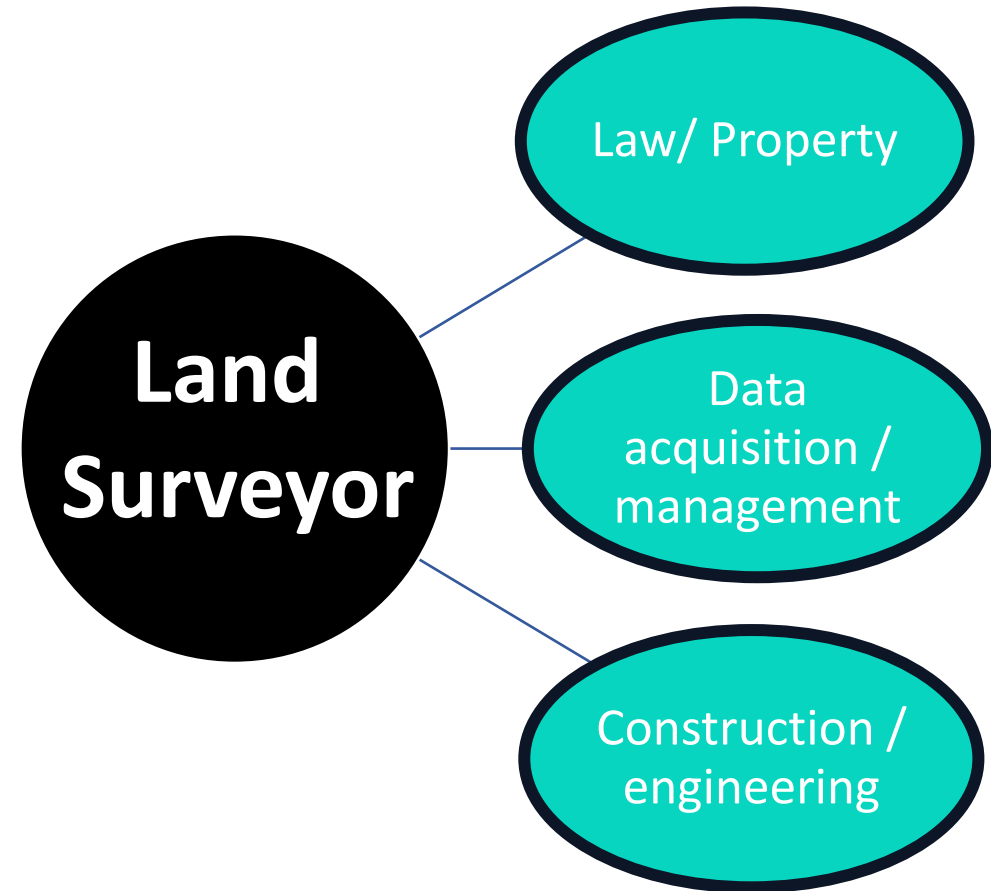 Land
Surveyor
Law/ Property
Data
acquisition /
management
Construction /
engineering